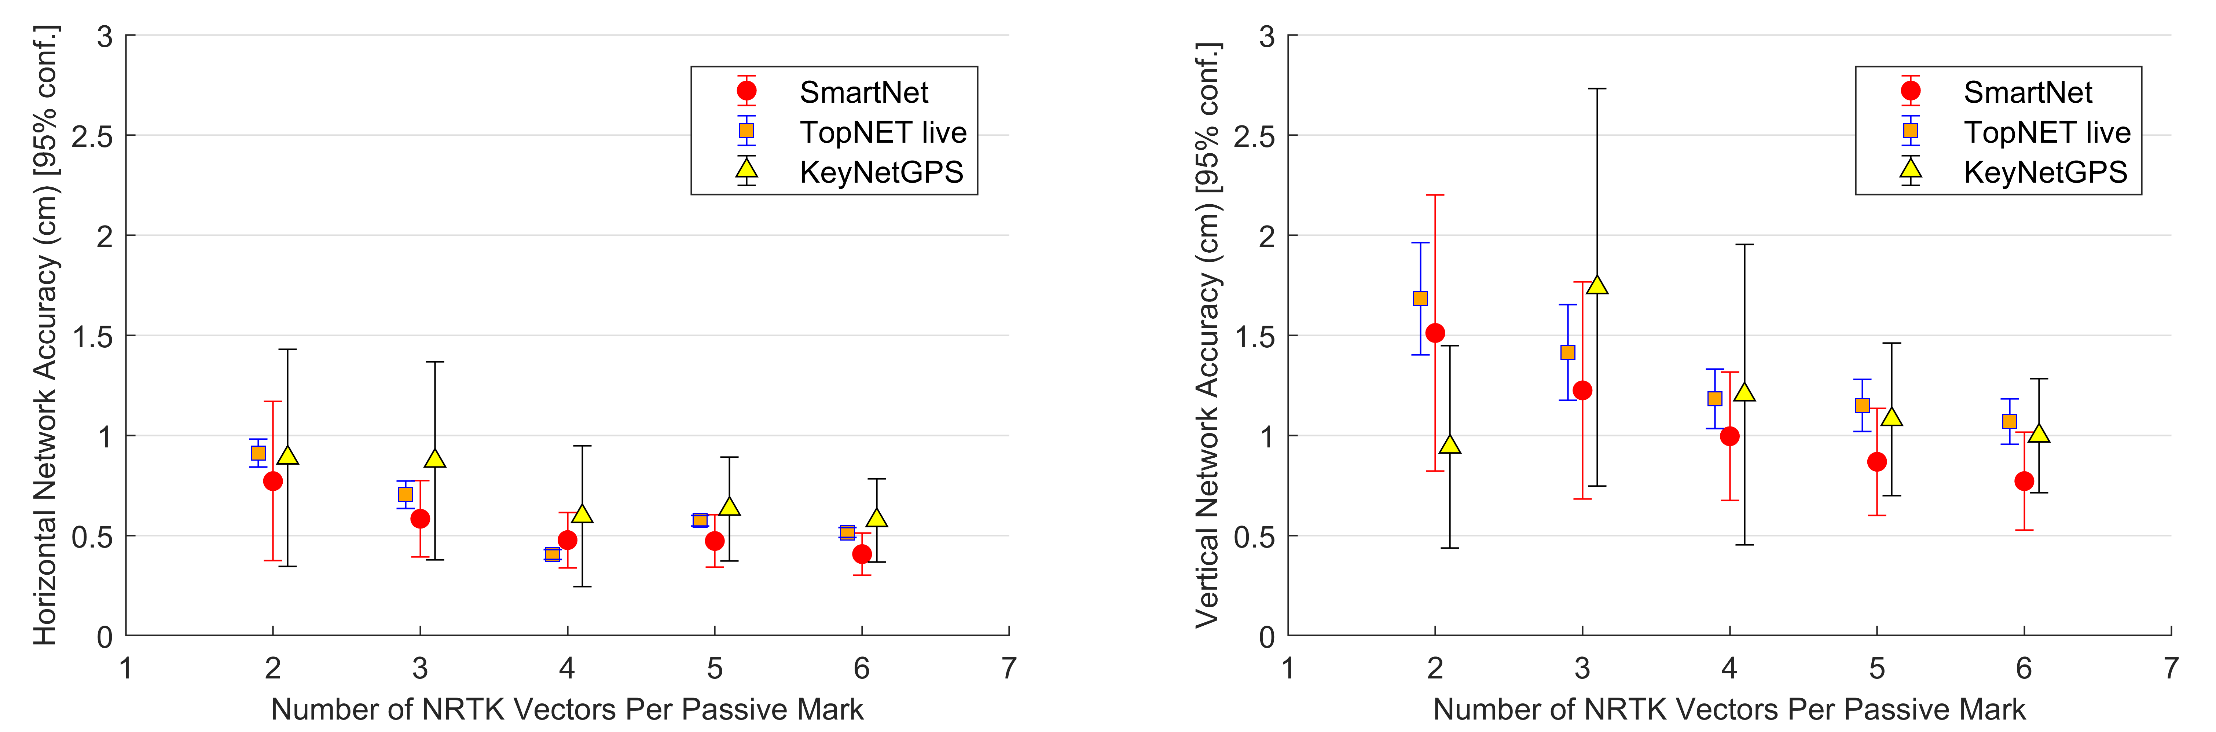 Horizontal Network Accuracy (cm) [95% conf.]
3
2.5
2
1.5
1
0.5
0
SmartNet
TopNET live
KeyNetGPS
1 2 3 4 5 6 7
Number of NRTK Vectors Per Passive Mark
Vertical Network Accuracy (cm) [95% conf.]
3
2.5
2
1.5
1
0.5
0
SmartNet
TopNET live
KeyNetGPS
1 2 3 4 5 6 7
Number of NRTK Vectors Per Passive Mark